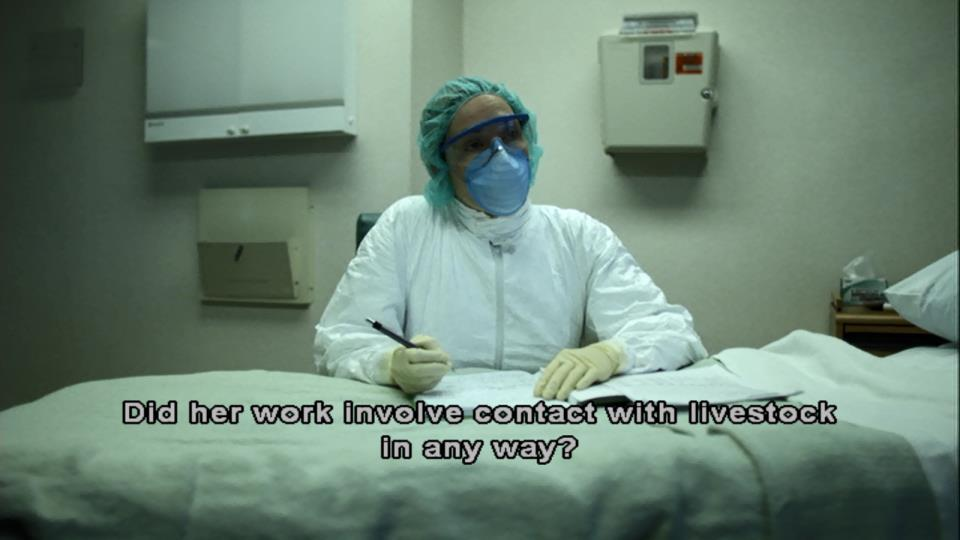 Did her work involve contact with livestock
in any way?